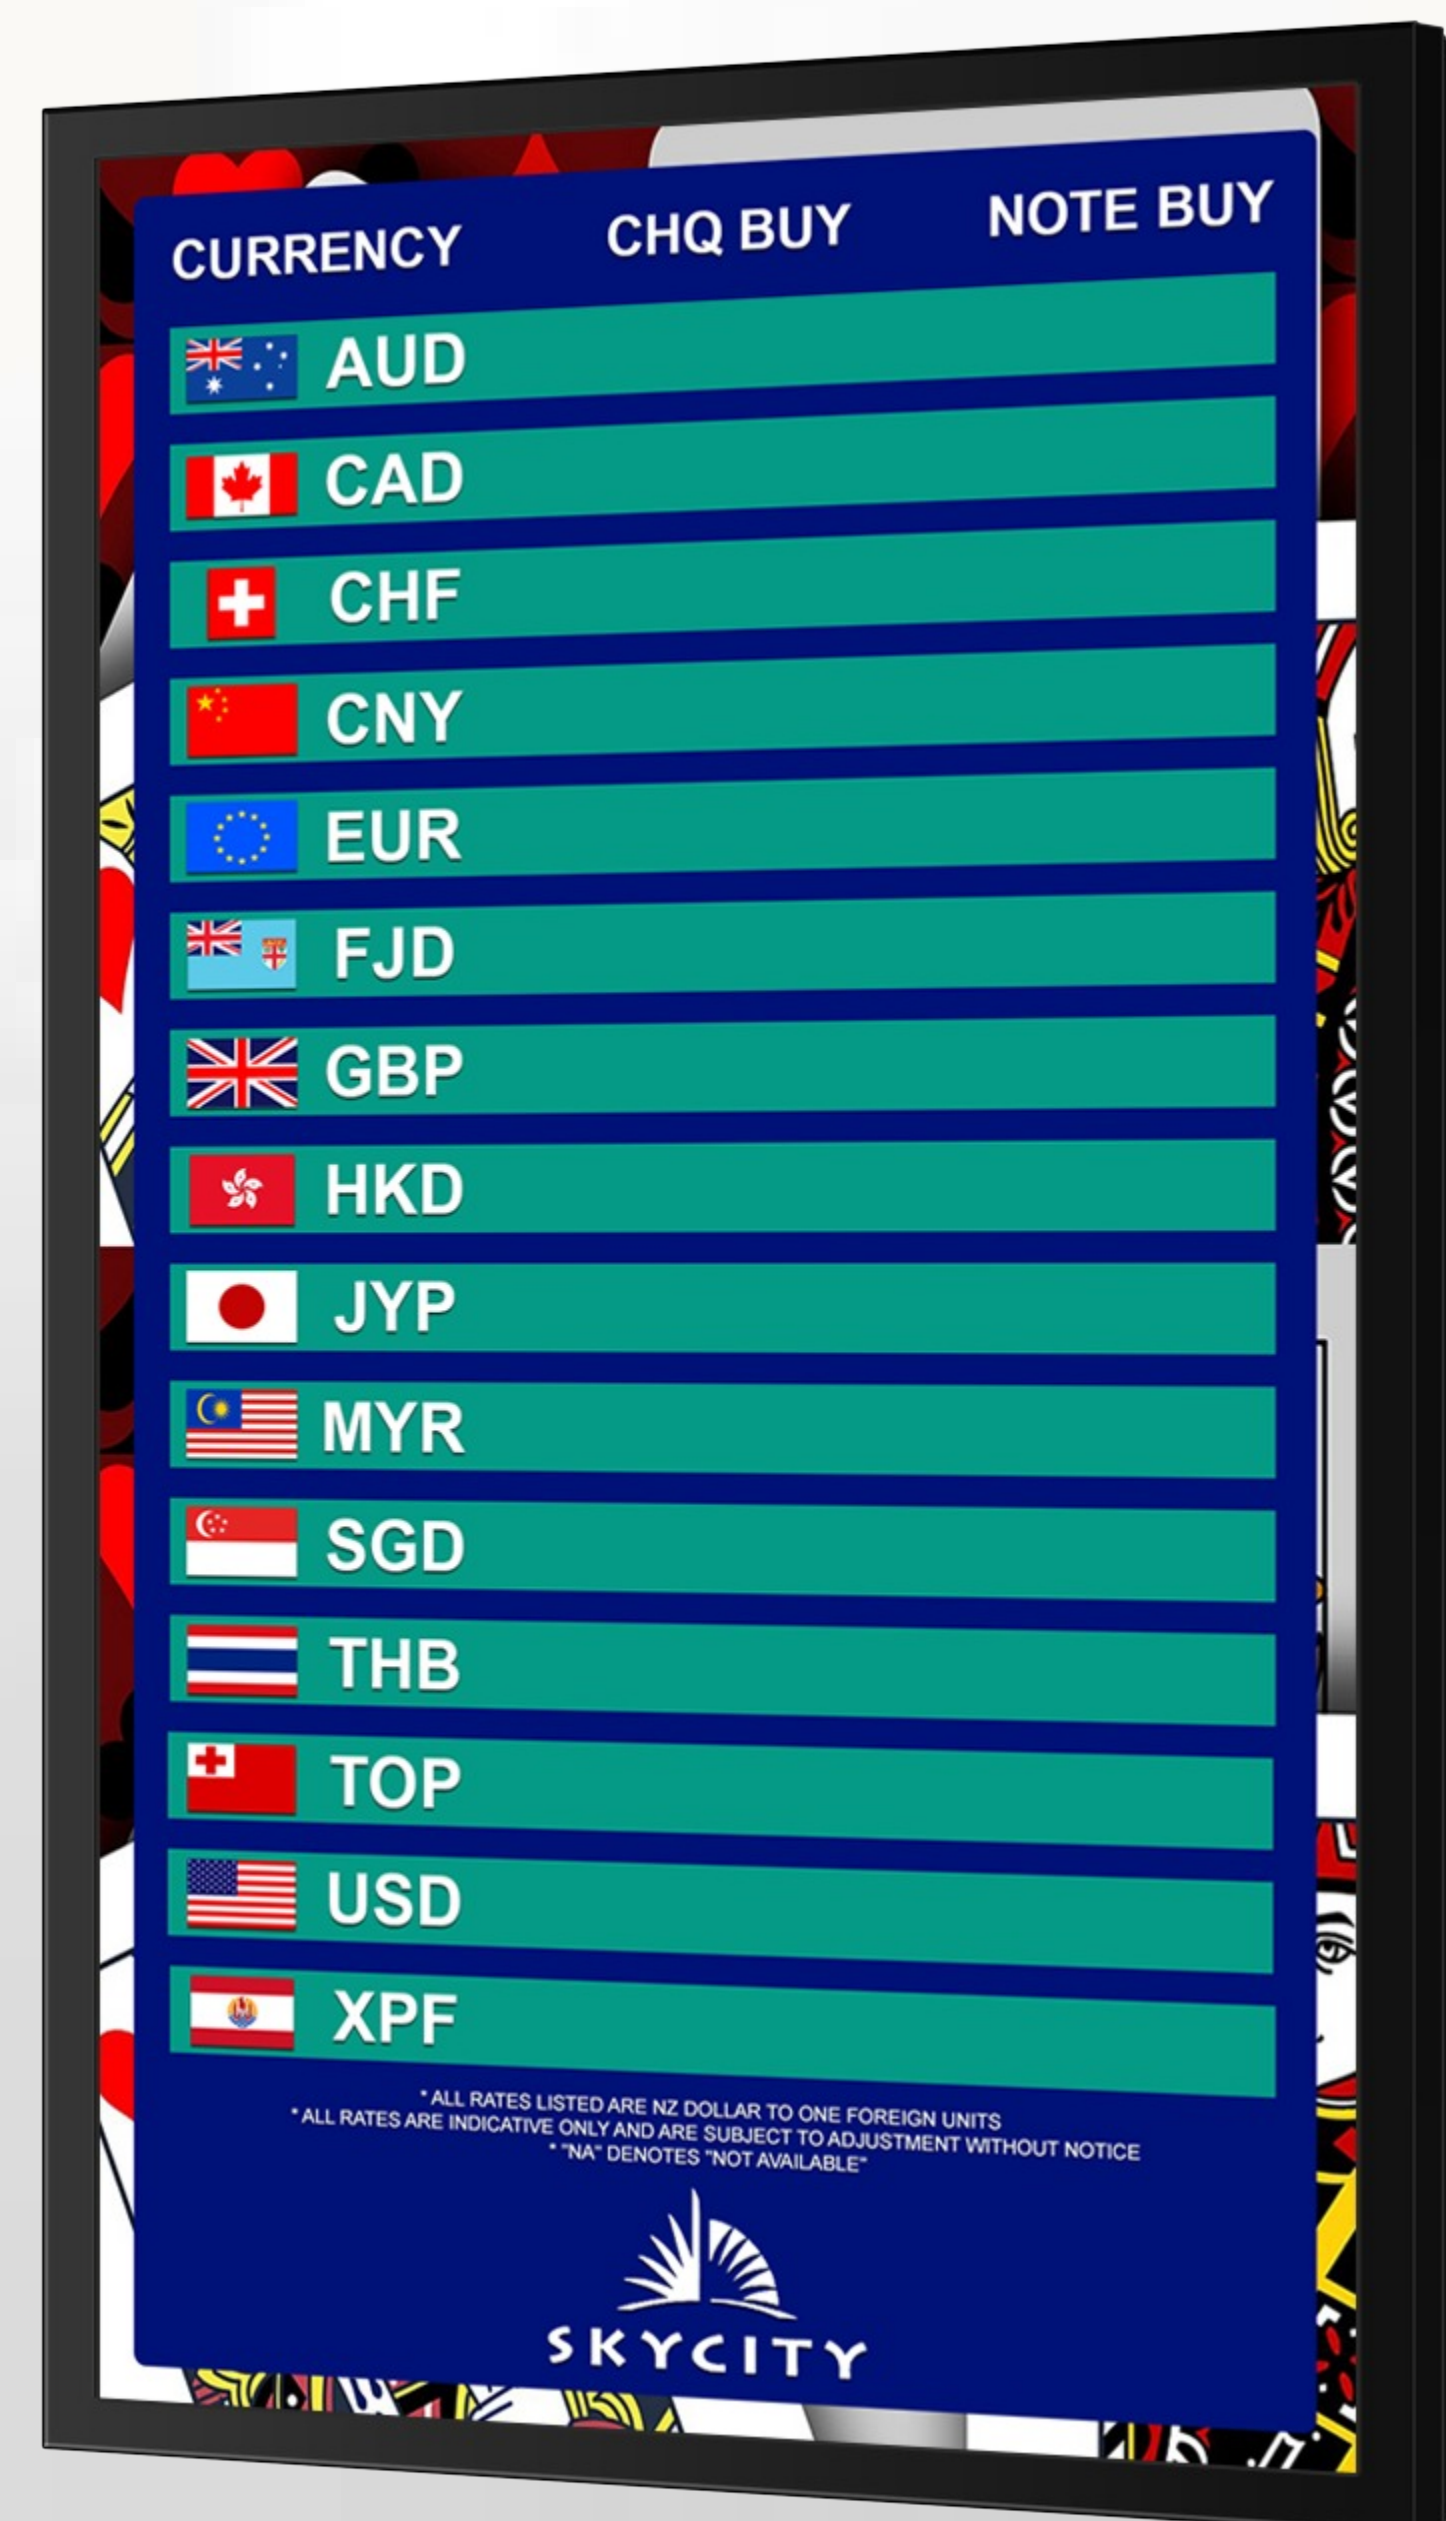 CURRENCY CHQ BUY NOTE BUY
AUD
CAD
CHF
CNY
EUR
FJD
GBP
HKD
JYP
MYR
SGD
THB
TOP
USD
XPF
* ALL RATES LISTED ARE NZ DOLLAR TO ONE FOREIGN UNITS
* ALL RATES ARE INDICATIVE ONLY AND ARE SUBJECT TO ADJUSTMENT WITHOUT NOTICE
* "NA" DENOTES "NOT AVAILABLE"
SKYCITY